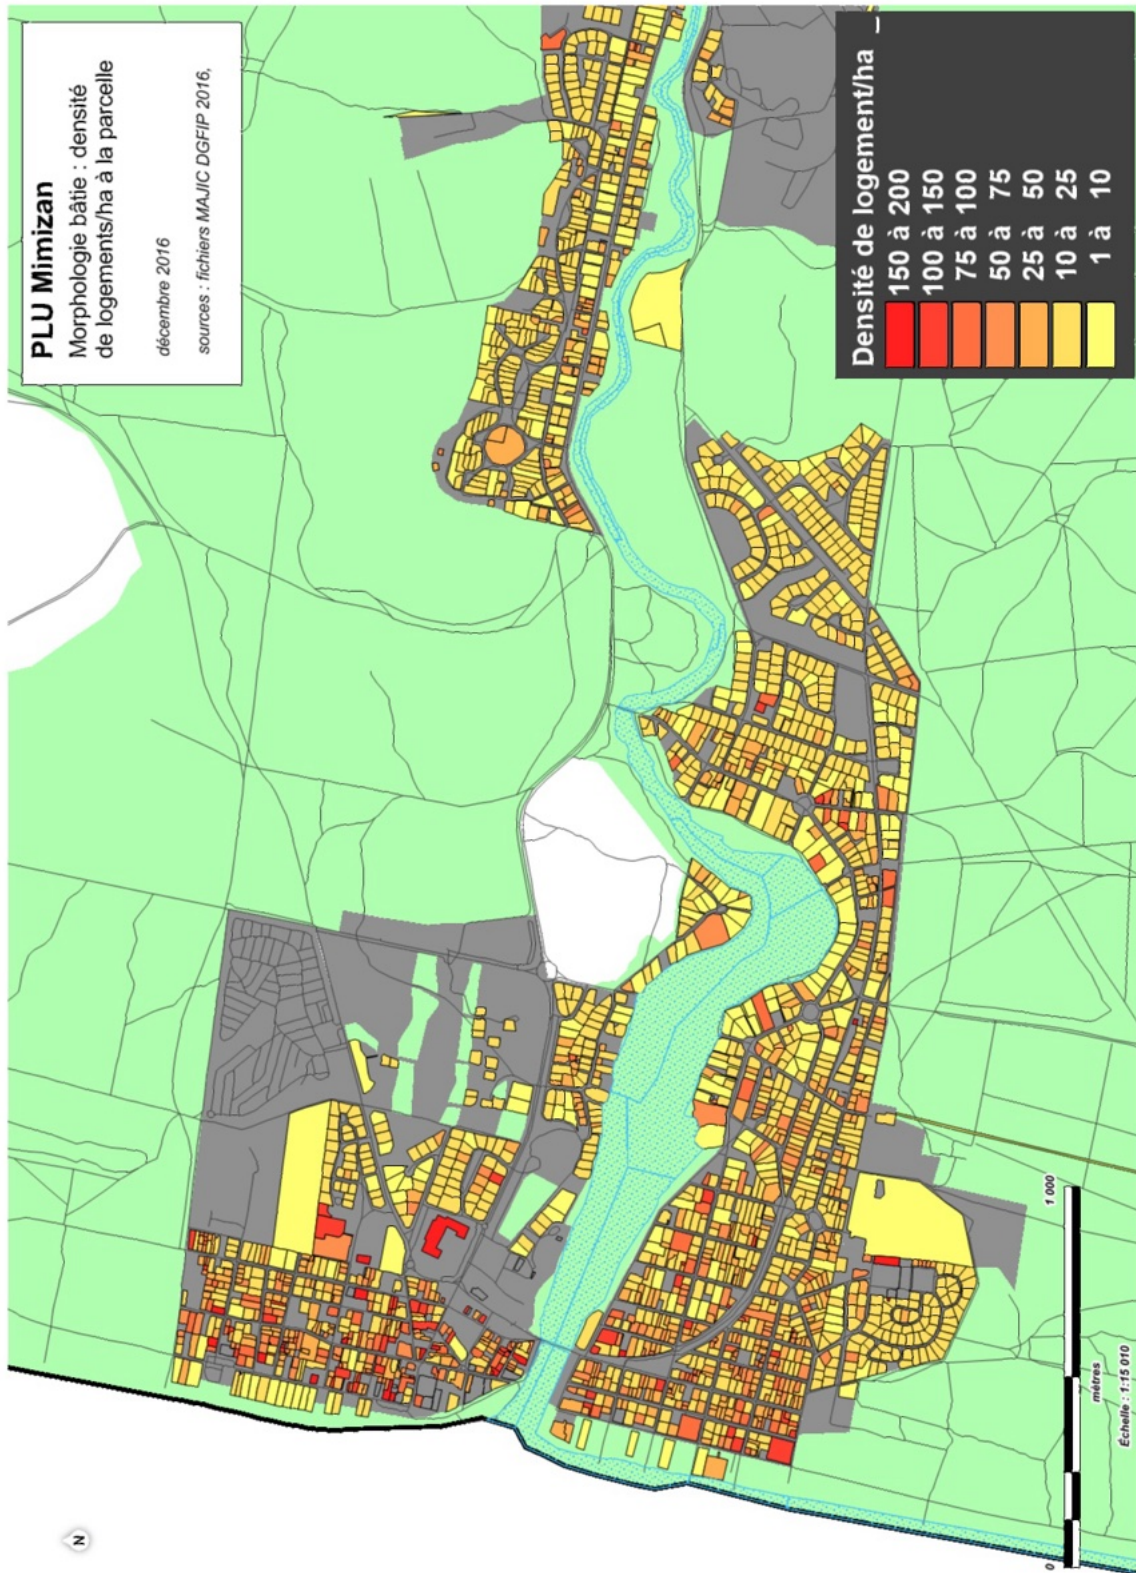 PLU Mimizan
Morphologie bâtie : densité
de logements/ha à la parcelle
décembre 2016
sources : fichiers MAJIC DGFIP 2016,
Densité de logement/ha _
150 à 200
100 à 150
75 à 100
50 à 75
25 à 50
10 à 25
1 à 10
N
0
1 000
mètres
Échelle : 1:15 010